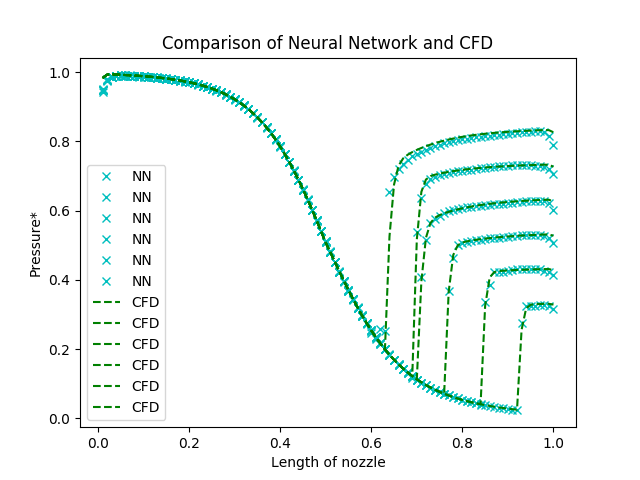 Comparison of Neural Network and CFD
Pressure*
1.0
0.8
0.6
0.4
0.2
0.0
NN
NN
NN
NN
NN
NN
CFD
CFD
CFD
CFD
CFD
CFD
0.0 0.2 0.4 0.6 0.8 1.0
Length of nozzle